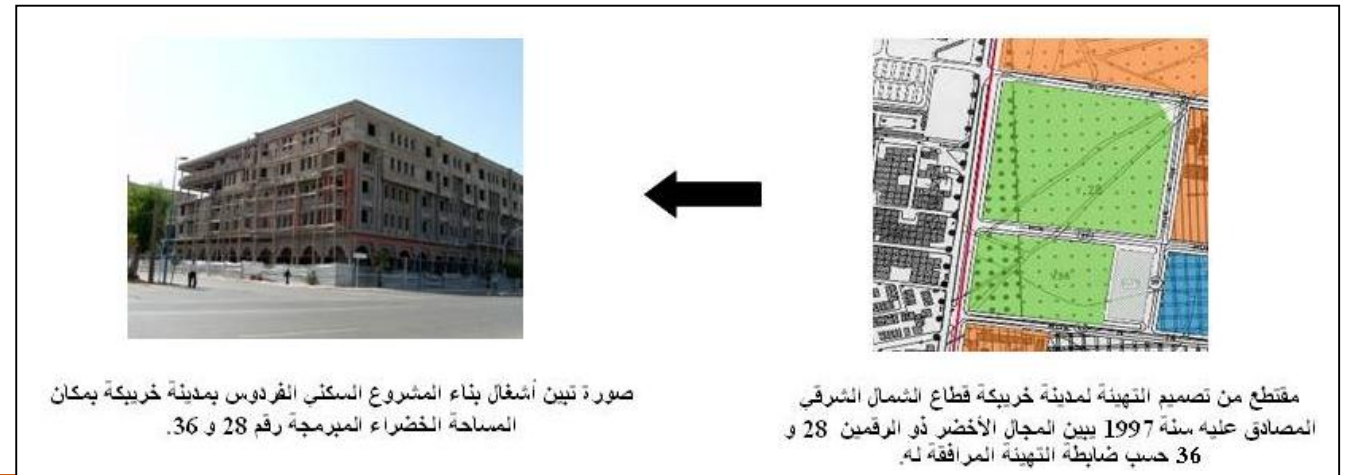 مقتطع من تصميم التهيئة لمدينة خريبكة قطاع الشمال الشرقي
المصادق عليه سنة 1997 يبين المجال الأخضر ذو الرقمين 28 و
36 حسب ضابطة التهيئة المرافقة له.
صورة تبين أشغال بناء المشروع السكني الفردوس بمدينة خريبكة بمكان
المساحة الخضراء المبرمجة رقم 28 و 36.